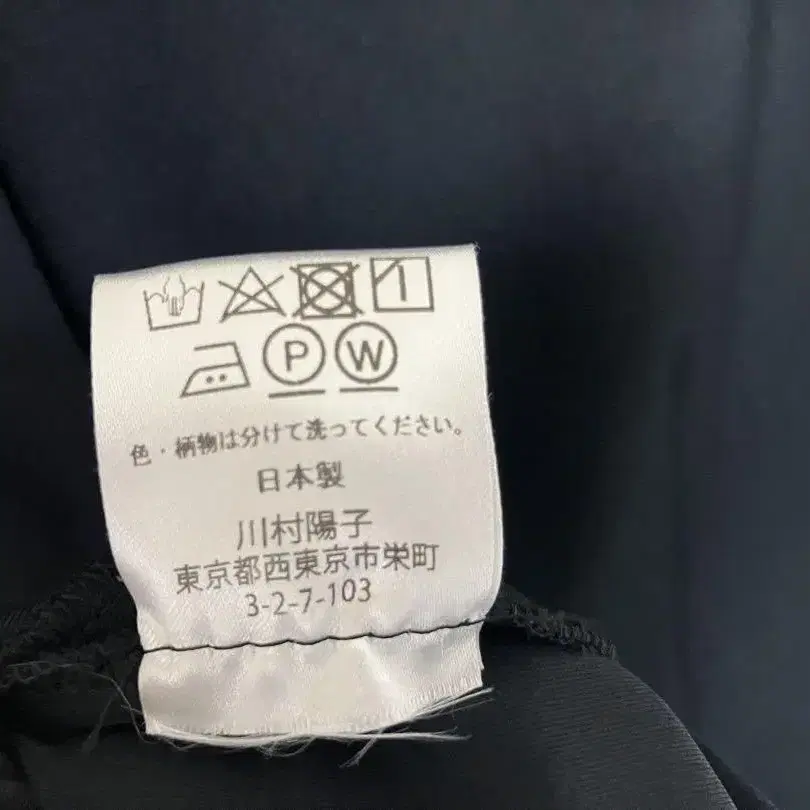 P W
色・柄物は分けて洗ってください。
日本製
川村陽子
東京都西東京市栄町
3-2-7-103